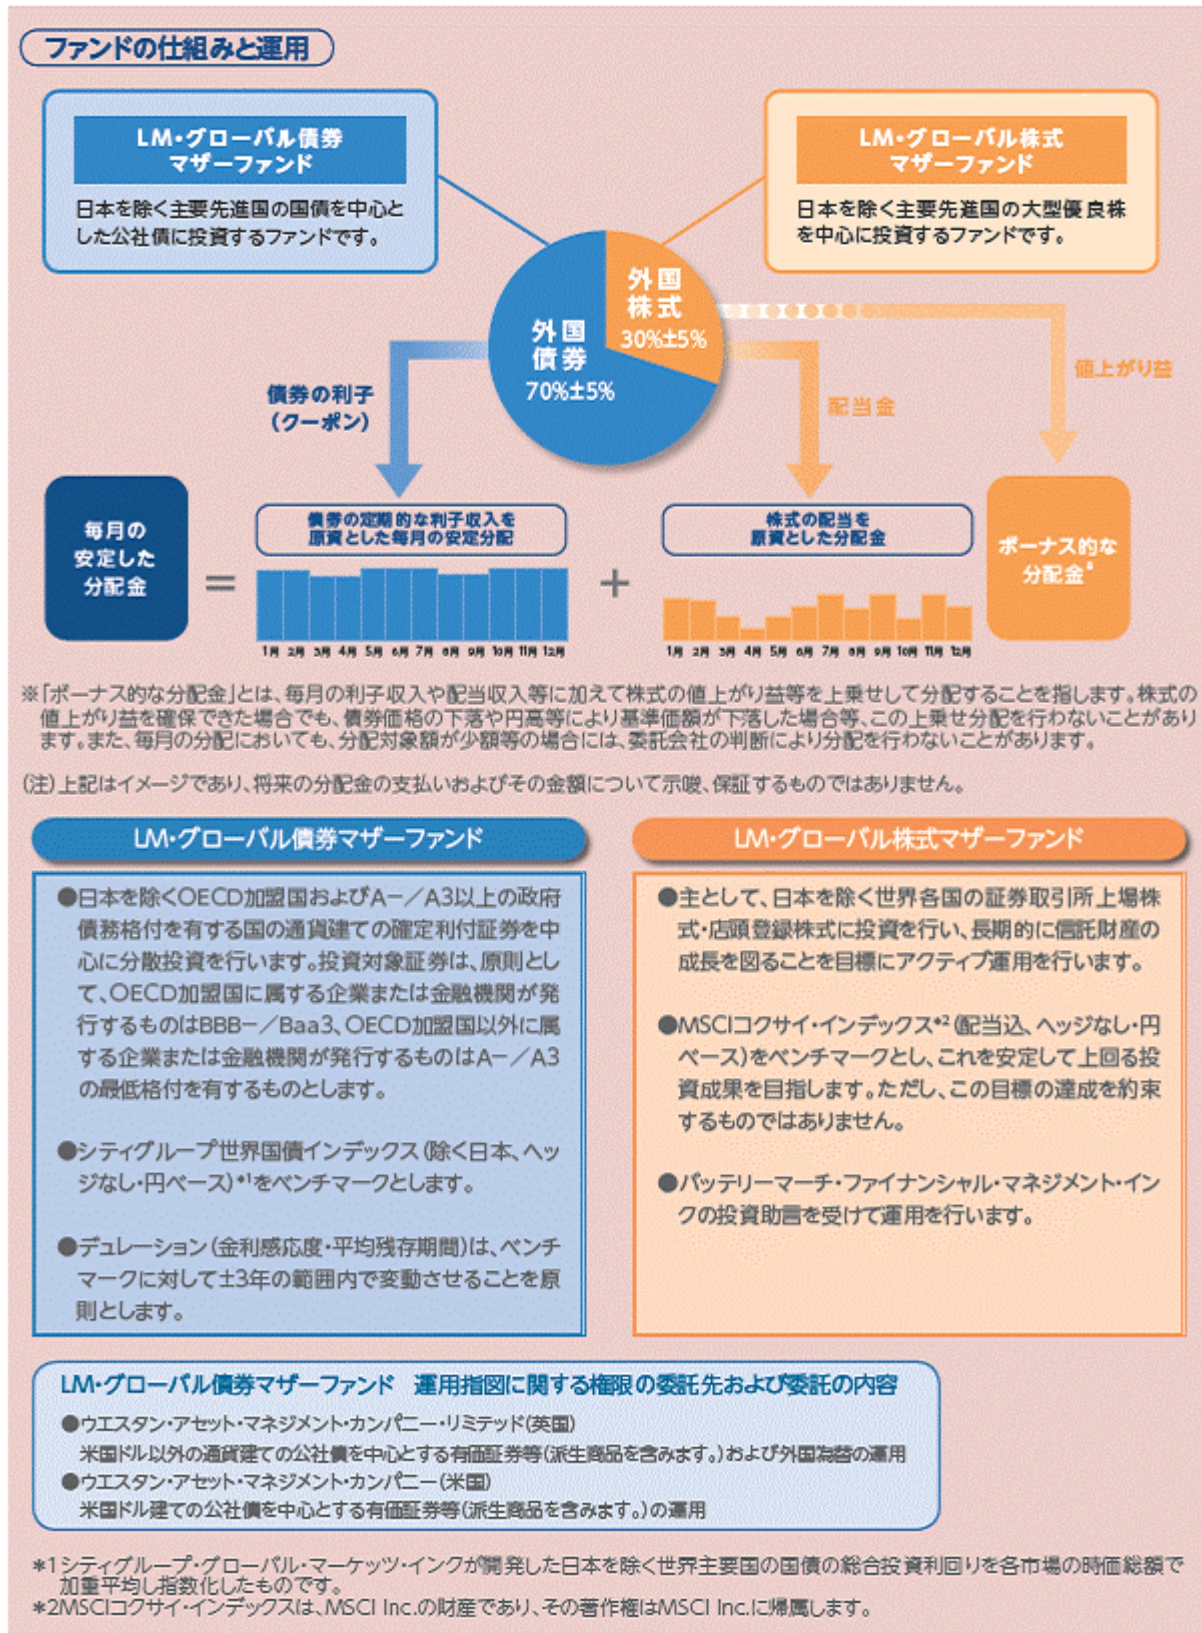 ファンドの仕組みと運用
LM・グローバル債券
マザーファンド
日本を除く主要先進国の国債を中心と
した公社債に投資するファンドです。
LM・グローバル株式
マザーファンド
日本を除く主要先進国の大型優良株
を中心に投資するファンドです。
外国
株式
30%±5%
外国
債券
70%±5%
債券の利子
(クーポン)
配当金
値上がり益
毎月の
安定した
分配金
=
債券の定期的な利子収入を
原資とした毎月の安定分配
1月 2月 3月 4月 5月 6月 7月 8月 9月 10月 11月 12月
+
株式の配当を
原資とした分配金
1月 2月 3月 4月 5月 6月 7月 8月 9月 10月 11月 12月
ボーナス的な
分配金※
※「ボーナス的な分配金」とは、毎月の利子収入や配当収入等に加えて株式の値上がり益等を上乗せして分配することを指します。株式の
値上がり益を確保できた場合でも、債券価格の下落や円高等により基準価額が下落した場合等、この上乗せ分配を行わないことがあり
ます。また、毎月の分配においても、分配対象額が少額等の場合には、委託会社の判断により分配を行わないことがあります。
(注)上記はイメージであり、将来の分配金の支払いおよびその金額について示唆、保証するものではありません。
LM・グローバル債券マザーファンド
●日本を除くOECD加盟国およびA−/A3以上の政府
債務格付を有する国の通貨建ての確定利付証券を中
心に分散投資を行います。投資対象証券は、原則とし
て、OECD加盟国に属する企業または金融機関が発
行するものはBBB−/Baa3、OECD加盟国以外に属
する企業または金融機関が発行するものはA−/A3
の最低格付を有するものとします。
●シティグループ世界国債インデックス(除く日本、ヘッ
ジなし・円ベース)*1をベンチマークとします。
●デュレーション(金利感応度・平均残存期間)は、ベンチ
マークに対して±3年の範囲内で変動させることを原
則とします。
LM・グローバル株式マザーファンド
●主として、日本を除く世界各国の証券取引所上場株
式・店頭登録株式に投資を行い、長期的に信託財産の
成長を図ることを目標にアクティブ運用を行います。
●MSCIコクサイ・インデックス*2(配当込、ヘッジなし・円
ベース)をベンチマークとし、これを安定して上回る投
資成果を目指します。ただし、この目標の達成を約束
するものではありません。
●バッテリーマーチ・ファイナンシャル・マネジメント・イン
クの投資助言を受けて運用を行います。
LM・グローバル債券マザーファンド 運用指図に関する権限の委託先および委託の内容
●ウエスタン・アセット・マネジメント・カンパニー・リミテッド(英国)
米国ドル以外の通貨建ての公社債を中心とする有価証券等(派生商品を含みます。)および外国為替の運用
●ウエスタン・アセット・マネジメント・カンパニー(米国)
米国ドル建ての公社債を中心とする有価証券等(派生商品を含みます。)の運用
*1シティグループ・グローバル・マーケッツ・インクが開発した日本を除く世界主要国の国債の総合投資利回りを各市場の時価総額で
加重平均し指数化したものです。
*2MSCIコクサイ・インデックスは、MSCI Inc.の財産であり、その著作権はMSCI Inc.に帰属します。